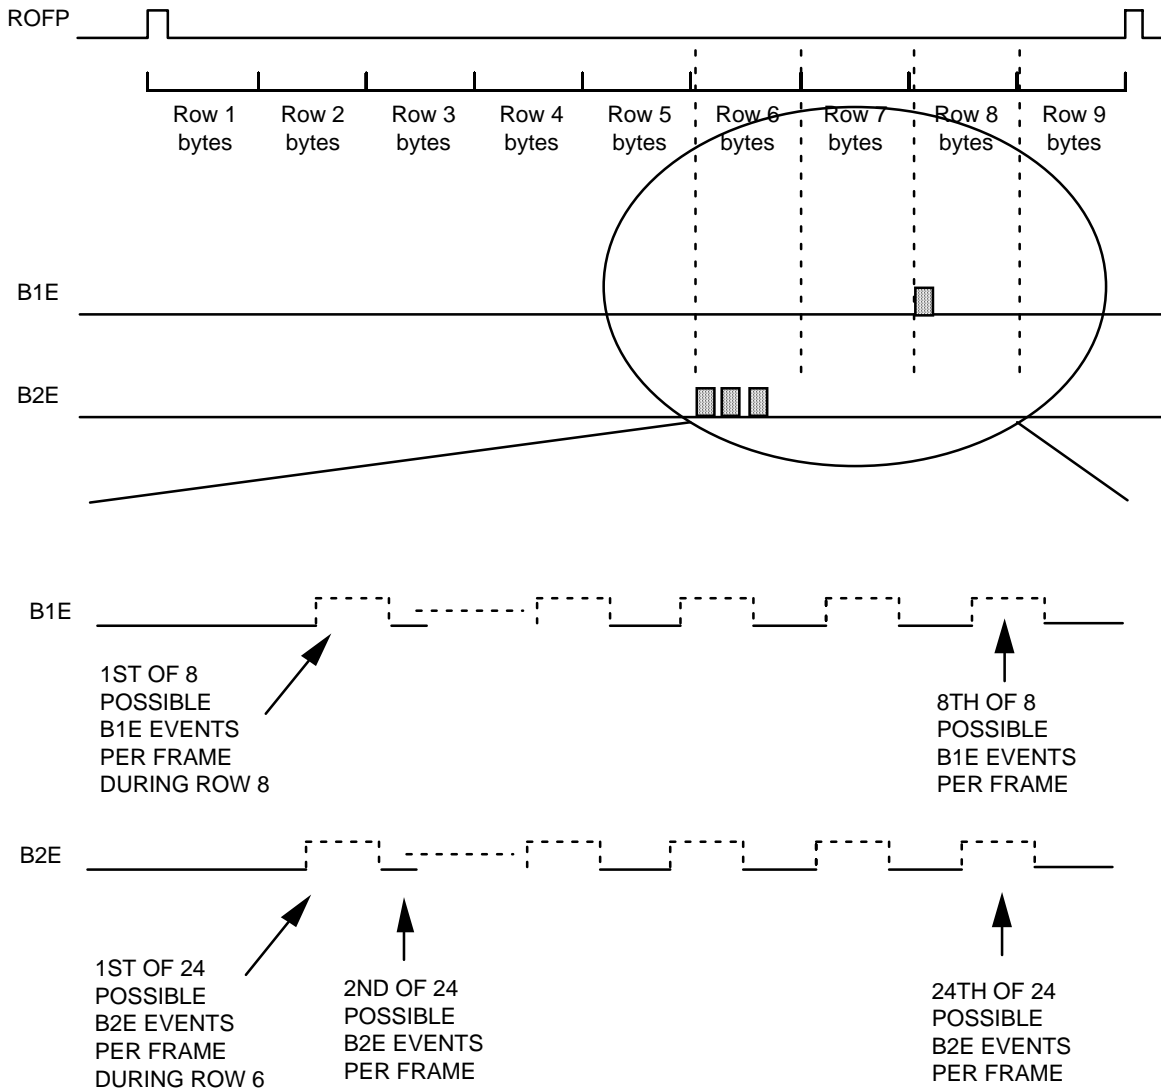 ROFP
Row 1 bytes
Row 2 bytes
Row 3 bytes
Row 4 bytes
Row 5 bytes
Row 6 bytes
Row 7 bytes
Row 8 bytes
Row 9 bytes
B1E
B2E
B1E
1ST OF 8
POSSIBLE
B1E EVENTS
PER FRAME
DURING ROW 8
8TH OF 8
POSSIBLE
B1E EVENTS
PER FRAME
B2E
1ST OF 24
POSSIBLE
B2E EVENTS
PER FRAME
DURING ROW 6
2ND OF 24
POSSIBLE
B2E EVENTS
PER FRAME
24TH OF 24
POSSIBLE
B2E EVENTS
PER FRAME